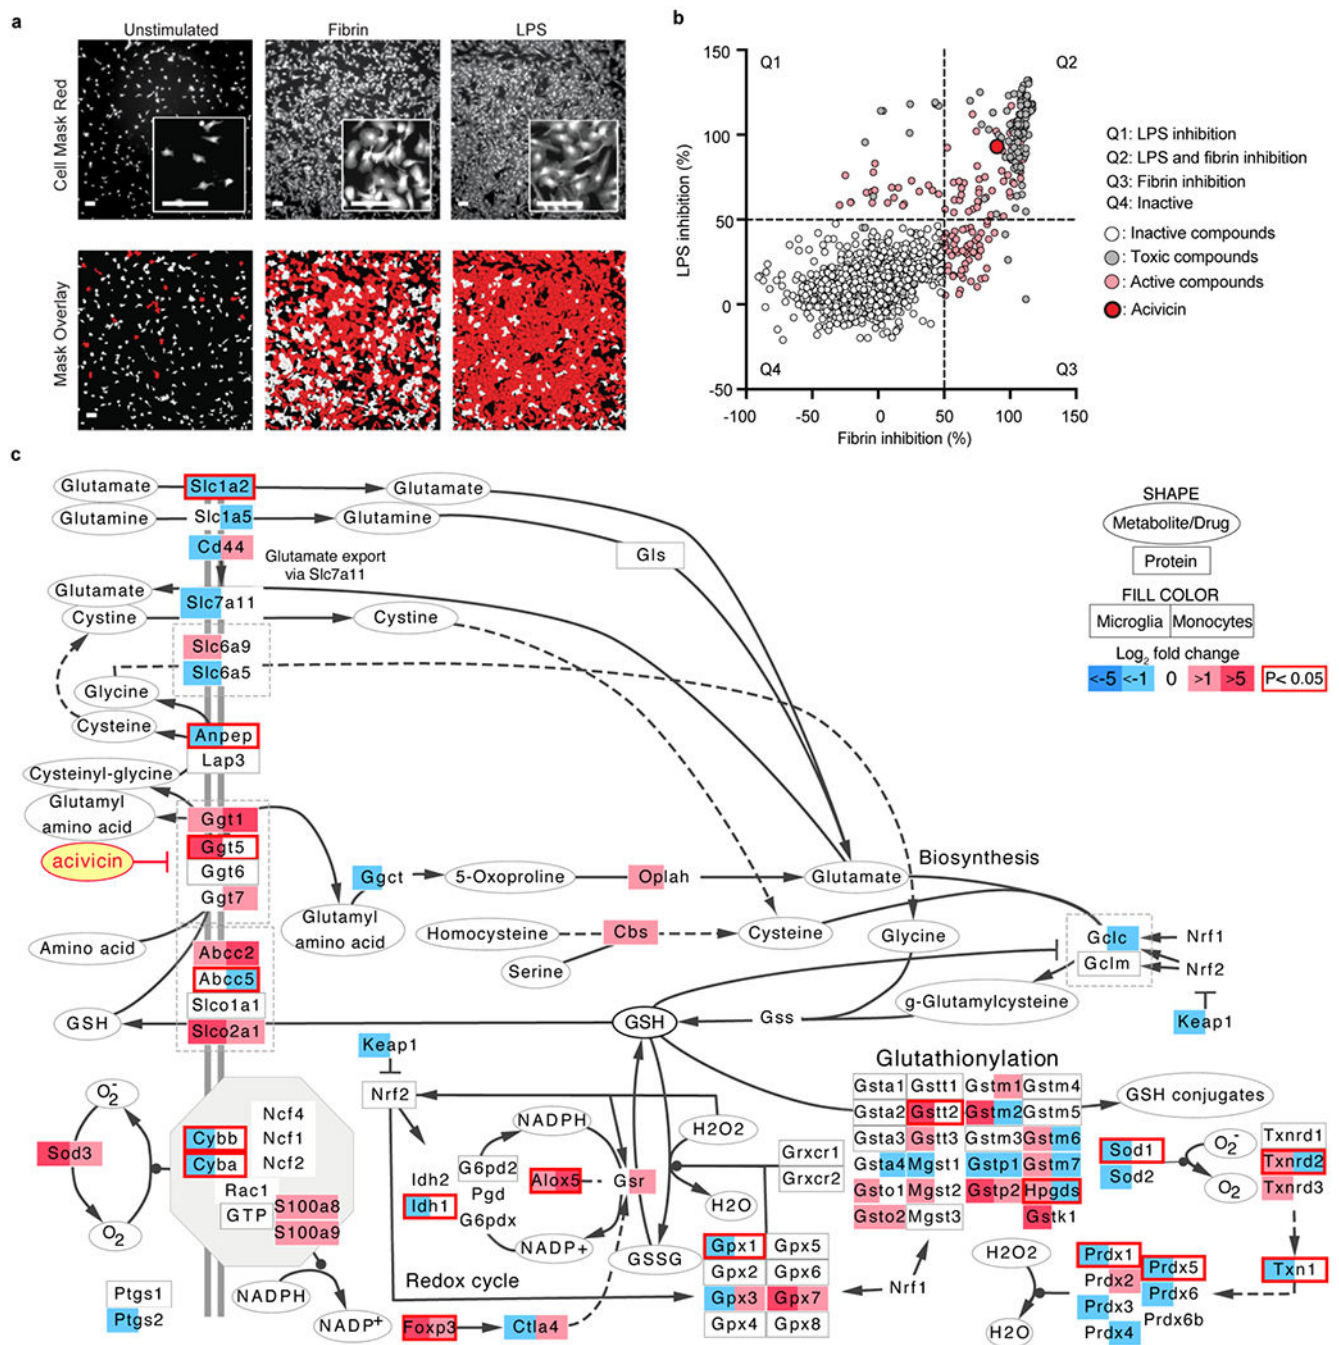 a
Unstimulated
Fibrin
LPS
Cell Mask Red
Mask Overlay
b
150
100
50
0
-50
LPS inhibition (%)
-100
-50
0
50
100
150
Fibrin inhibition (%)
Q1
Q2
Q4
Q3
Q1: LPS inhibition
Q2: LPS and fibrin inhibition
Q3: Fibrin inhibition
Q4: Inactive
: Inactive compounds
: Toxic compounds
: Active compounds
: Acivicin
c
Glutamate
Slc1a2
Glutamate
Glutamine
Slc1a5
Glutamine
Cd44
Glutamate export
via Slc7a11
Gls
Glutamate
Slc7a11
Cystine
Cystine
Slc6a9
Slc6a5
Glycine
Cysteine
Anpep
Lap3
Cysteinyl-glycine
Glutamyl
amino acid
Ggt1
Ggt5
acivicin
Ggt6
Ggt7
Ggct
5-Oxoproline
Oplah
Glutamate
Biosynthesis
Glutamyl
amino acid
Homocysteine
Cbs
Cysteine
Glycine
Serine
Amino acid
Abcc2
Abcc5
Slco1a1
Slco2a1
GSH
GSH
Gss
g-Glutamylcysteine
Gclc
Gclm
Nrf1
Nrf2
Keap1
SHAPE
Metabolite/Drug
Protein
FILL COLOR
Microglia
Monocytes
Log2 fold change
<-5
<-1
0
>1
>5
P< 0.05
O2-
Sod3
O2
Cybb
Cyba
Ncf4
Ncf1
Ncf2
Rac1
GTP
S100a8
S100a9
NADPH
NADP+
Ptgs1
Ptgs2
Keap1
Nrf2
Idh2
Idh1
NADPH
G6pd2
Pgd
G6pdx
NADP+
Alox5
Gsr
GSSG
H2O2
H2O
Grxcr1
Grxcr2
Redox cycle
Foxp3
Ctla4
Gpx1
Gpx5
Gpx2
Gpx6
Gpx3
Gpx7
Gpx4
Gpx8
Nrf1
Glutathionylation
Gsta1
Gstt1
Gstm1
Gstm4
Gsta2
Gstt2
Gstm2
Gstm5
Gsta3
Gstt3
Gstm3
Gstm6
Gsta4
Mgst1
Gstp1
Gstm7
Gsto1
Mgst2
Gstp2
Hpgds
Gsto2
Mgst3
Gstk1
GSH conjugates
Sod1
Sod2
O2-
O2
Txnrd1
Txnrd2
Txnrd3
Txn1
H2O2
H2O
Prdx1
Prdx5
Prdx2
Prdx6
Prdx3
Prdx6b
Prdx4